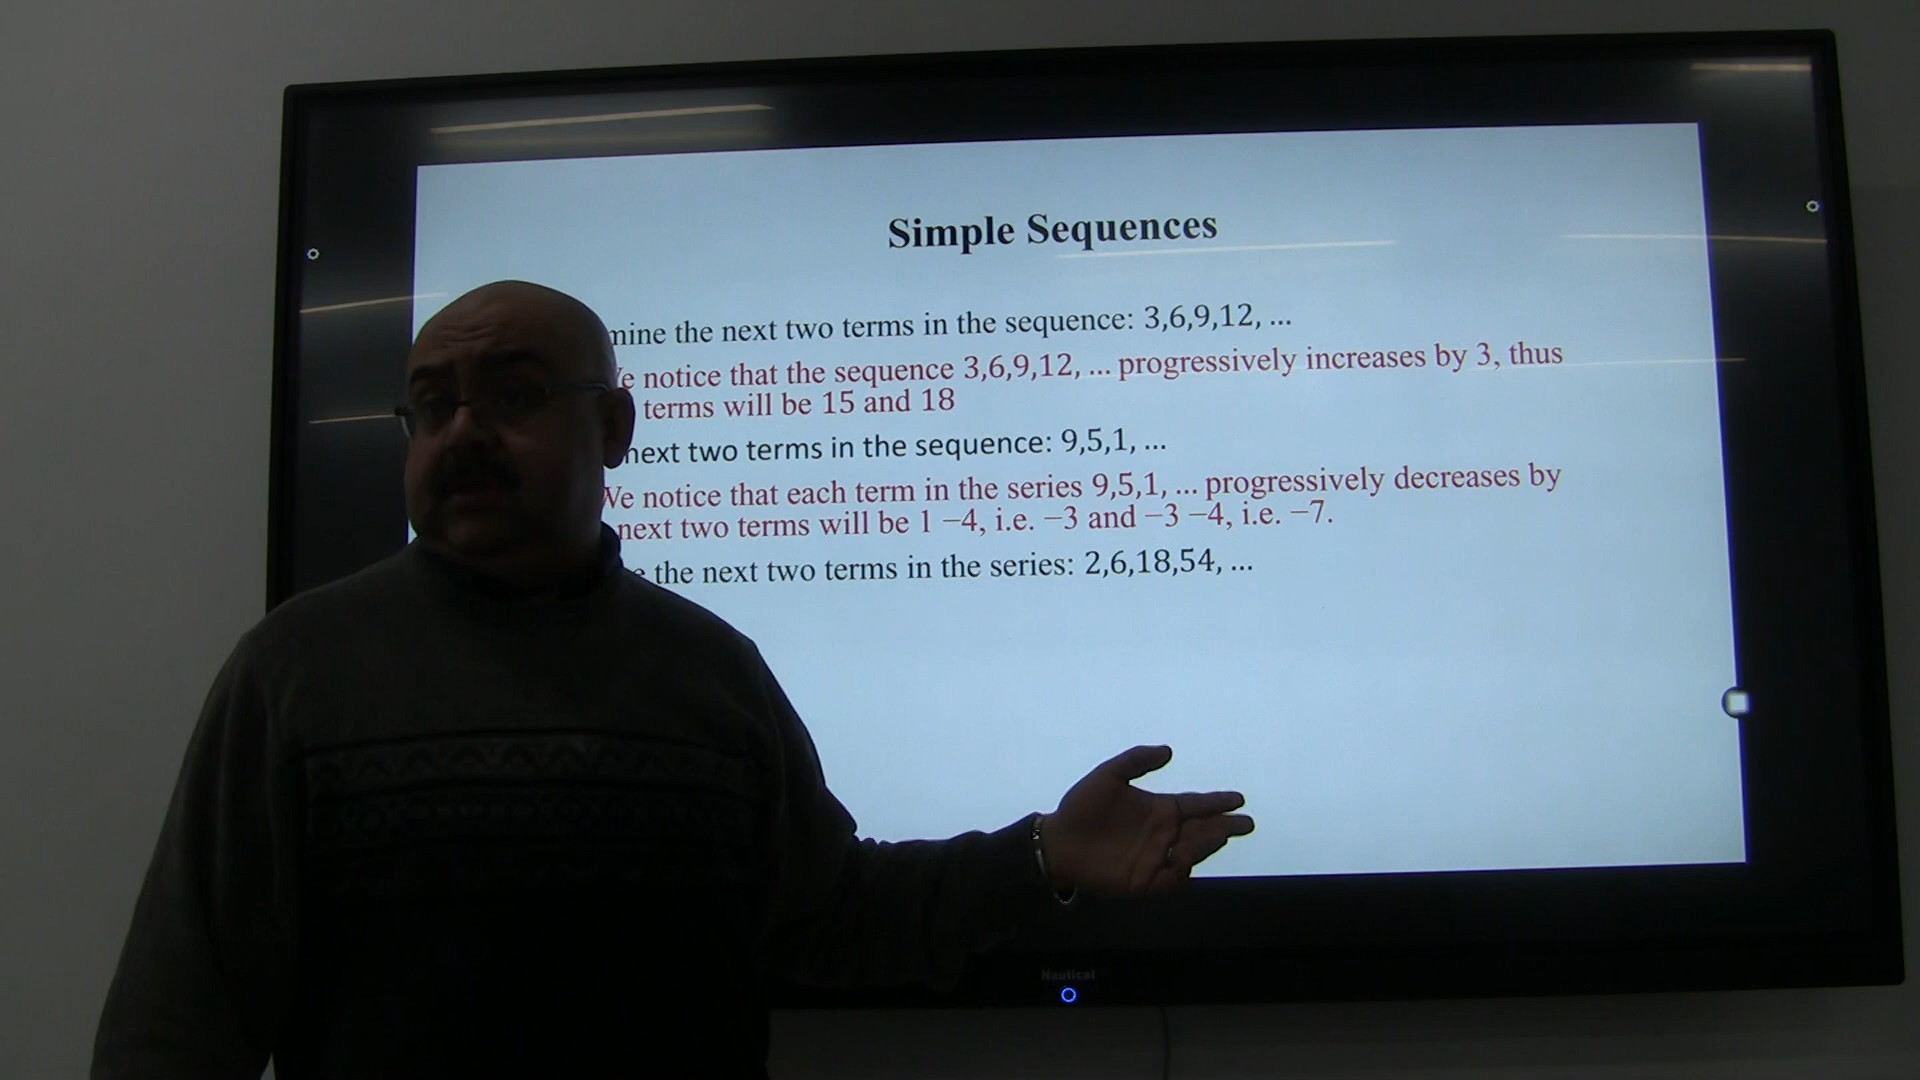 Simple Sequences
mine the next two terms in the sequence: 3,6,9,12, ...
e notice that the sequence 3,6,9,12, ... progressively increases by 3, thus
terms will be 15 and 18
next two terms in the sequence: 9,5,1, ...
We notice that each term in the series 9,5,1, ... progressively decreases by
next two terms will be 1 −4, i.e. −3 and −3 −4, i.e. −7.
e the next two terms in the series: 2,6,18,54, ...
Nautical